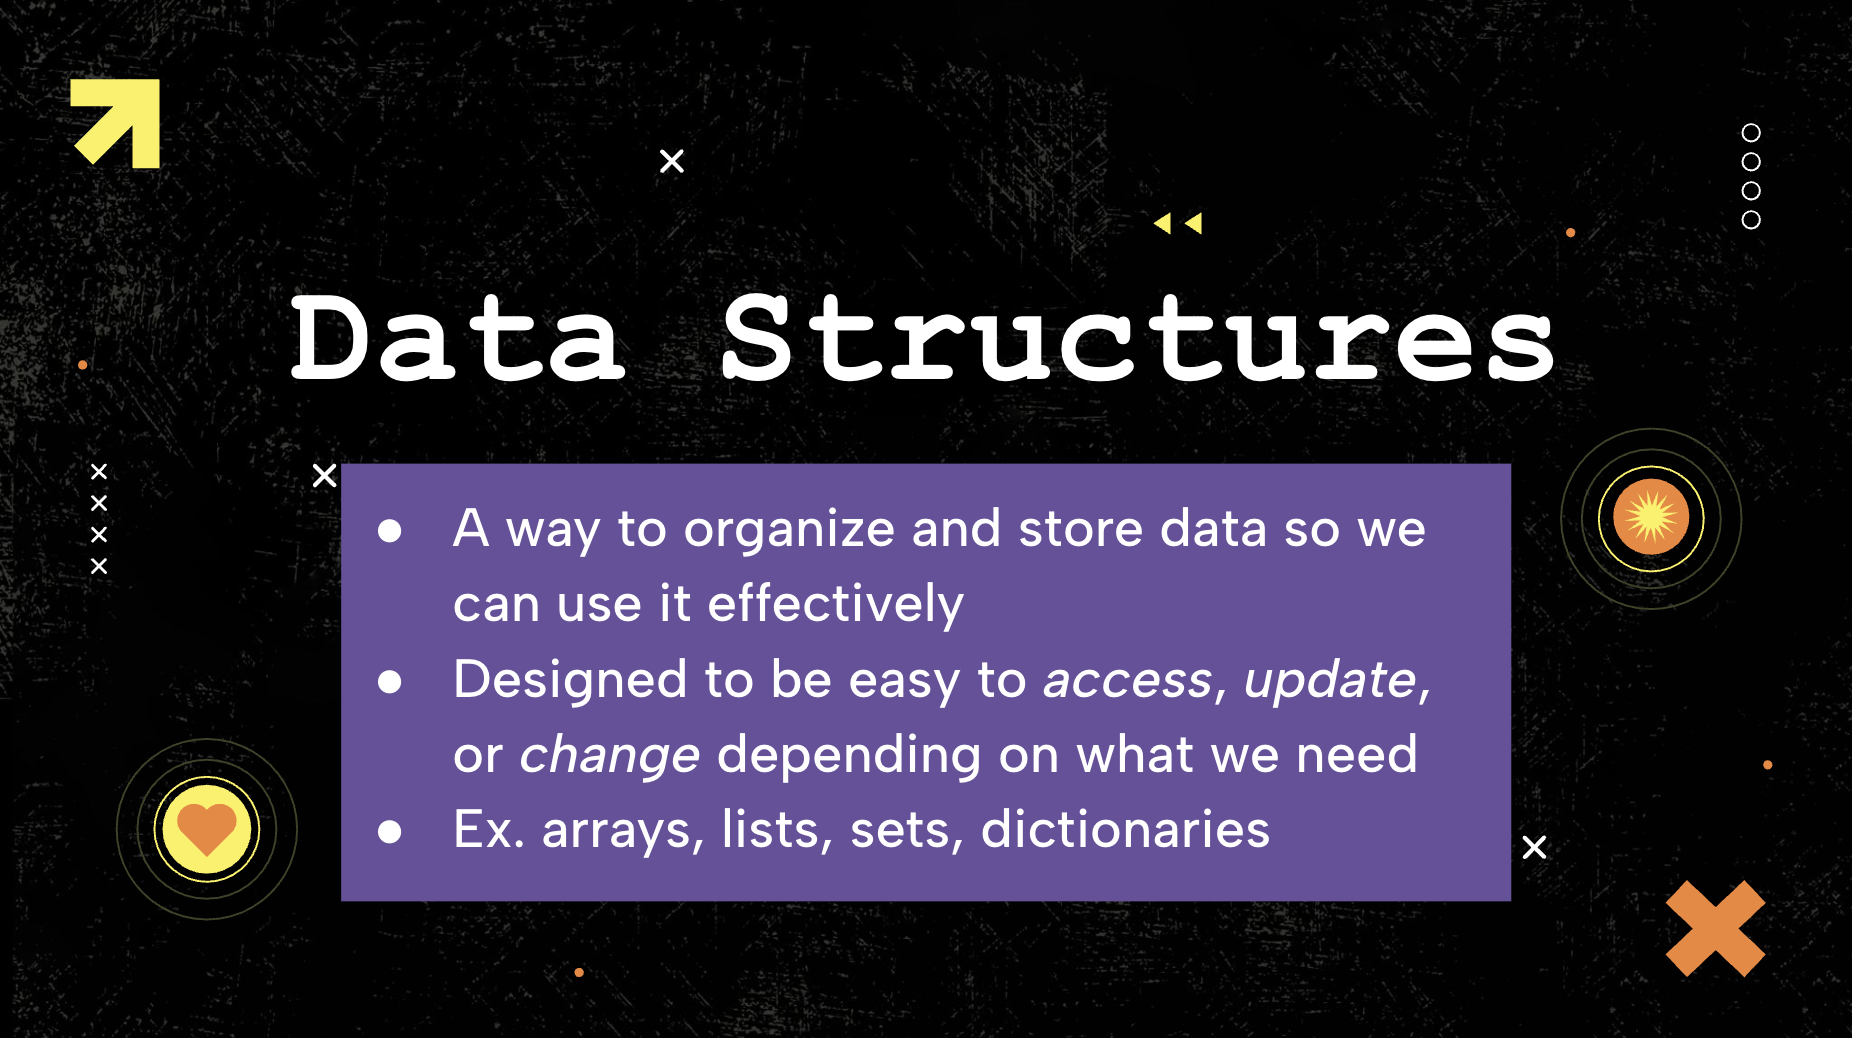 Data Structures
● A way to organize and store data so we
can use it effectively
● Designed to be easy to access, update,
or change depending on what we need
● Ex. arrays, lists, sets, dictionaries